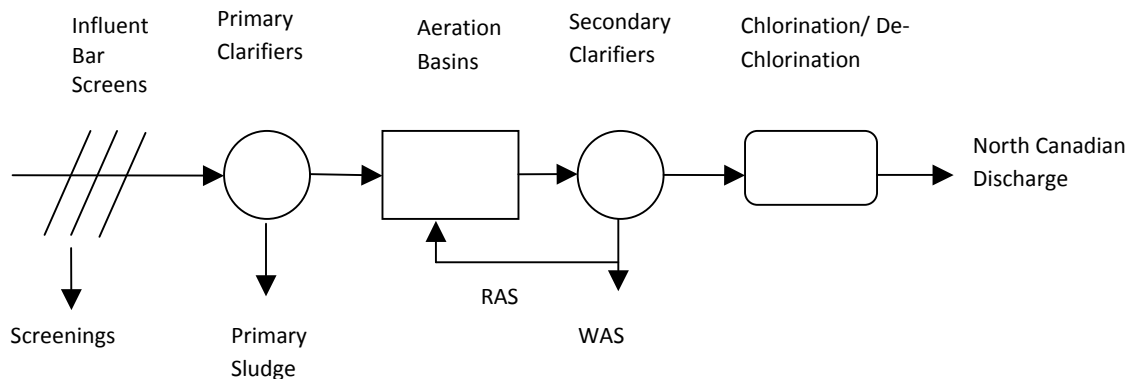 Influent
Bar
Screens
Primary
Clarifiers
Aeration
Basins
Secondary
Clarifiers
Chlorination/ De-
Chlorination
North Canadian
Discharge
RAS
Screenings
Primary
Sludge
WAS